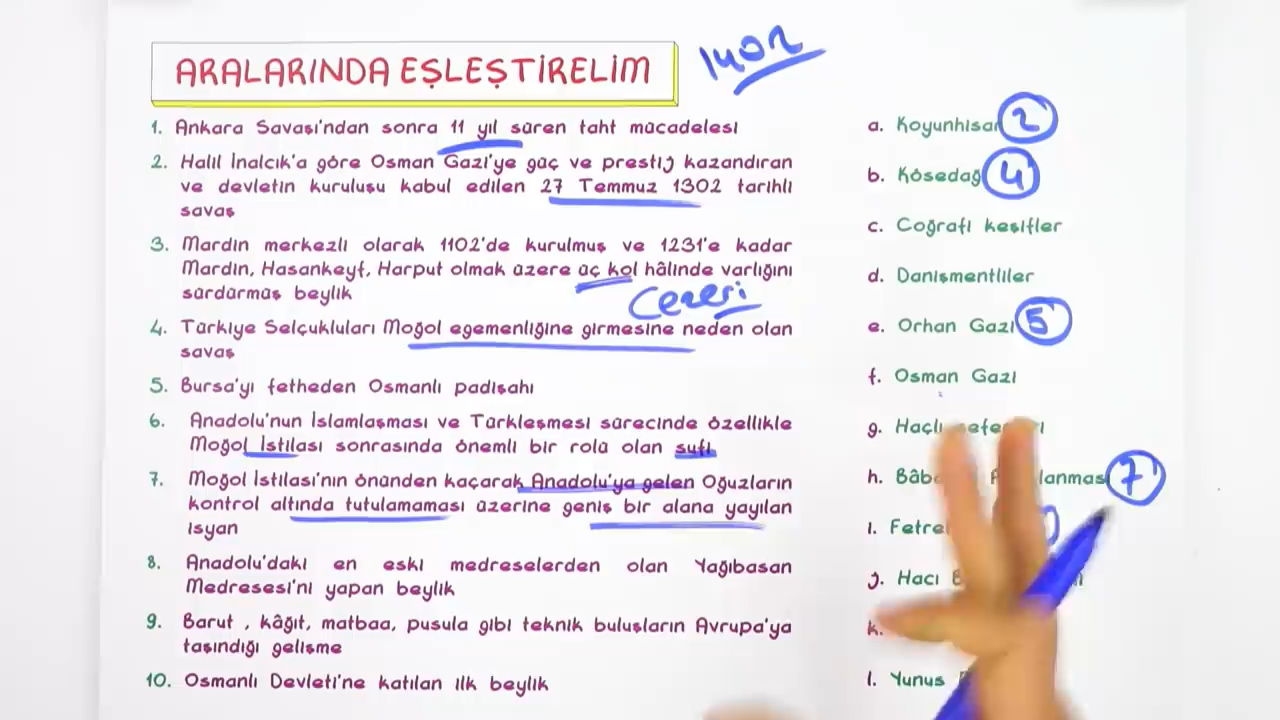 ARALARINDA EŞLEŞTİRELİM
1402
1. Ankara Savaşı'ndan sonra 11 yıl süren taht mücadelesi
2. Halil İnalcık'a göre Osman Gazi'ye güç ve prestij kazandıran
ve devletin kuruluşu kabul edilen 27 Temmuz 1302 tarihli
savaş
3. Mardin merkezli olarak 1102'de kurulmuş ve 1231'e kadar
Mardin, Hasankeyf, Harput olmak üzere üç kol hâlinde varlığını
sürdürmüş beylik
Cezeri
4. Türkiye Selçukluları Moğol egemenliğine girmesine neden olan
savaş
5. Bursa'yı fetheden Osmanlı padişahı
6. Anadolu'nun İslamlaşması ve Türkleşmesi sürecinde özellikle
Moğol İstilası sonrasında önemli bir rolü olan sufi
7. Moğol İstilası'nın önünden kaçarak Anadolu'ya gelen Oğuzların
kontrol altında tutulamaması üzerine geniş bir alana yayılan
isyan
8. Anadolu'daki en eski medreselerden olan Yağıbasan
Medresesi'ni yapan beylik
9. Barut , kâğıt, matbaa, pusula gibi teknik buluşların Avrupa'ya
taşındığı gelişme
10. Osmanlı Devleti'ne katılan ilk beylik
a. Koyunhisar 2
b. Kösedağ 4
c. Coğrafi keşifler
d. Danişmentliler
e. Orhan Gazi 5
f. Osman Gazi
g. Haçlı
h. 7
ı.
j. Hacı
k.
l. Yunus